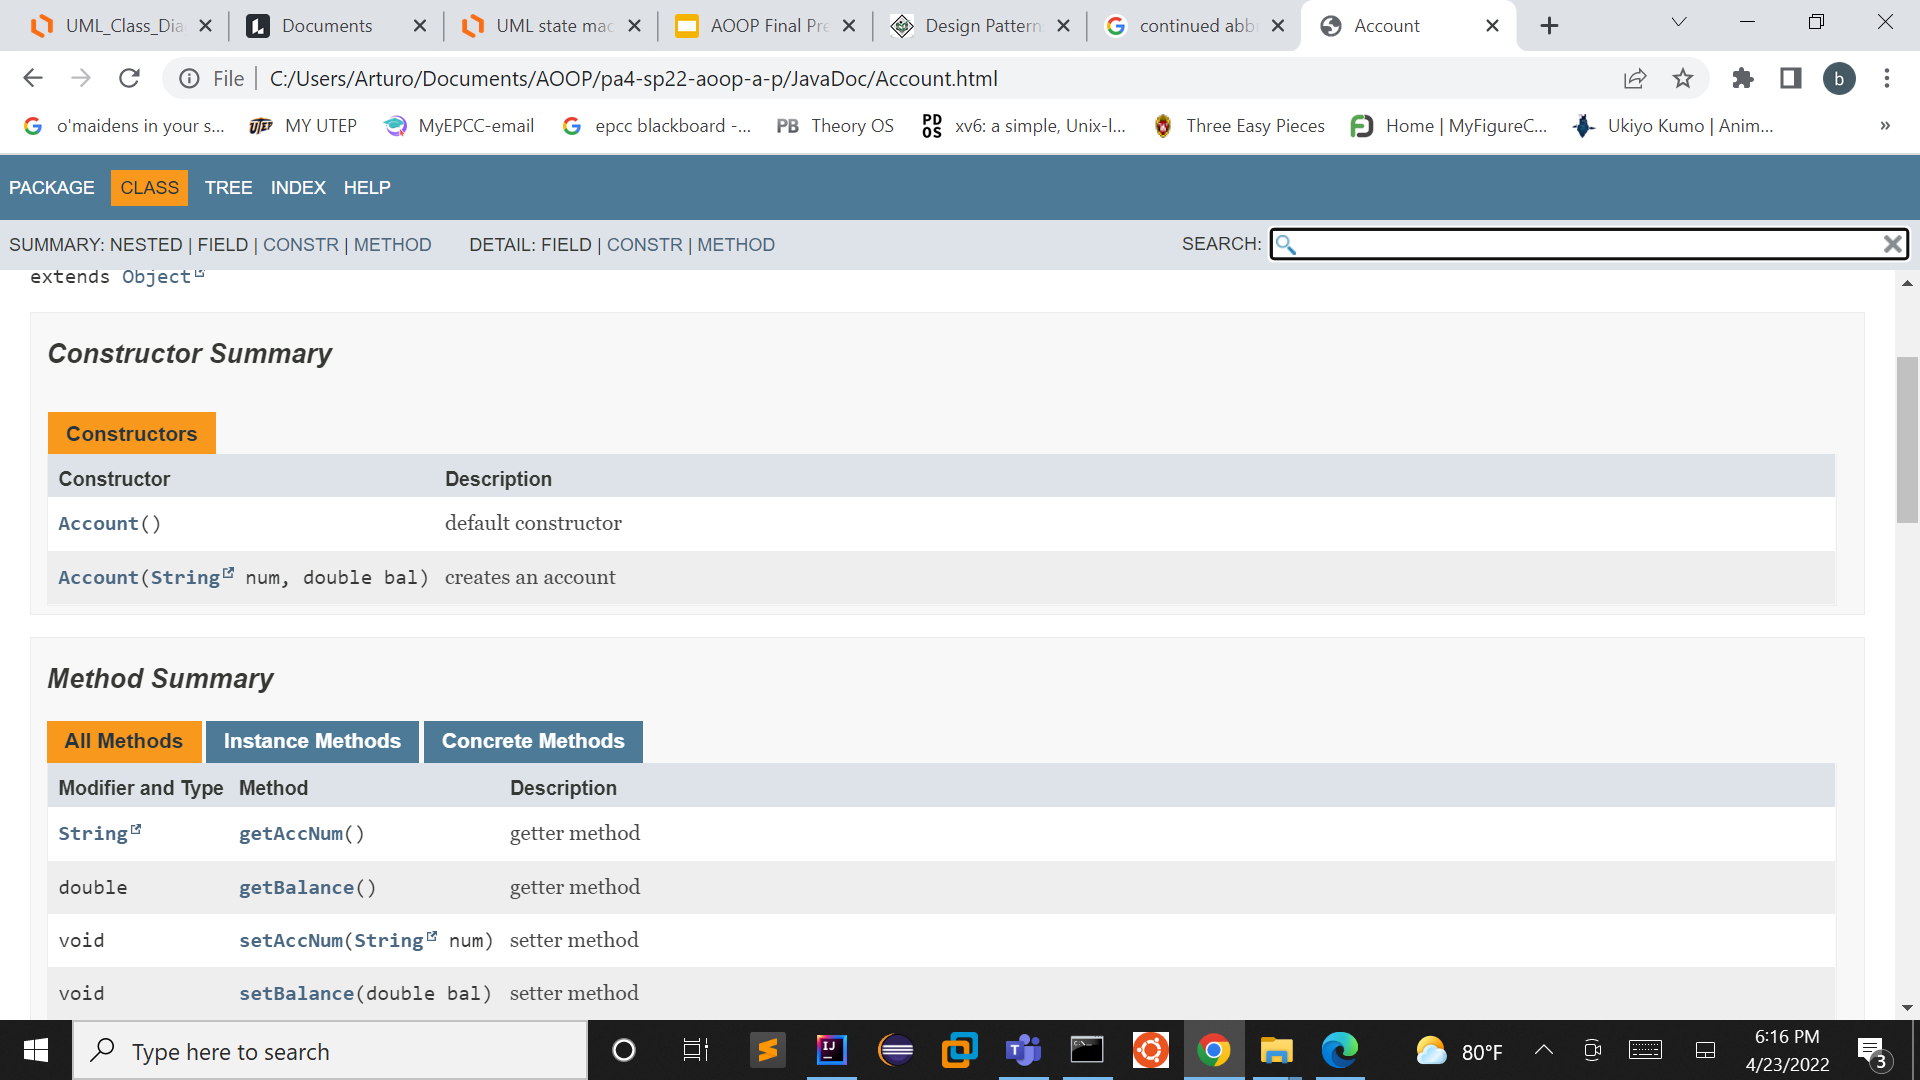 UML_Class_Dia
Documents
UML state mac
AOOP Final Pre
Design Pattern
continued abb
Account
File
C:/Users/Arturo/Documents/AOOP/pa4-sp22-aoop-a-p/JavaDoc/Account.html
b
o'maidens in your s...
MY UTEP
MyEPCC-email
epcc blackboard -...
PB Theory OS
PDOS xv6: a simple, Unix-l...
Three Easy Pieces
Home | MyFigureC...
Ukiyo Kumo | Anim...
»
PACKAGE CLASS TREE INDEX HELP
SUMMARY: NESTED | FIELD | CONSTR | METHOD DETAIL: FIELD | CONSTR | METHOD SEARCH:
extends Object
Constructor Summary
Constructors
Constructor Description
Account() default constructor
Account(String num, double bal) creates an account
Method Summary
All Methods Instance Methods Concrete Methods
Modifier and Type Method Description
String getAccNum() getter method
double getBalance() getter method
void setAccNum(String num) setter method
void setBalance(double bal) setter method
Type here to search
80°F
6:16 PM
4/23/2022
3